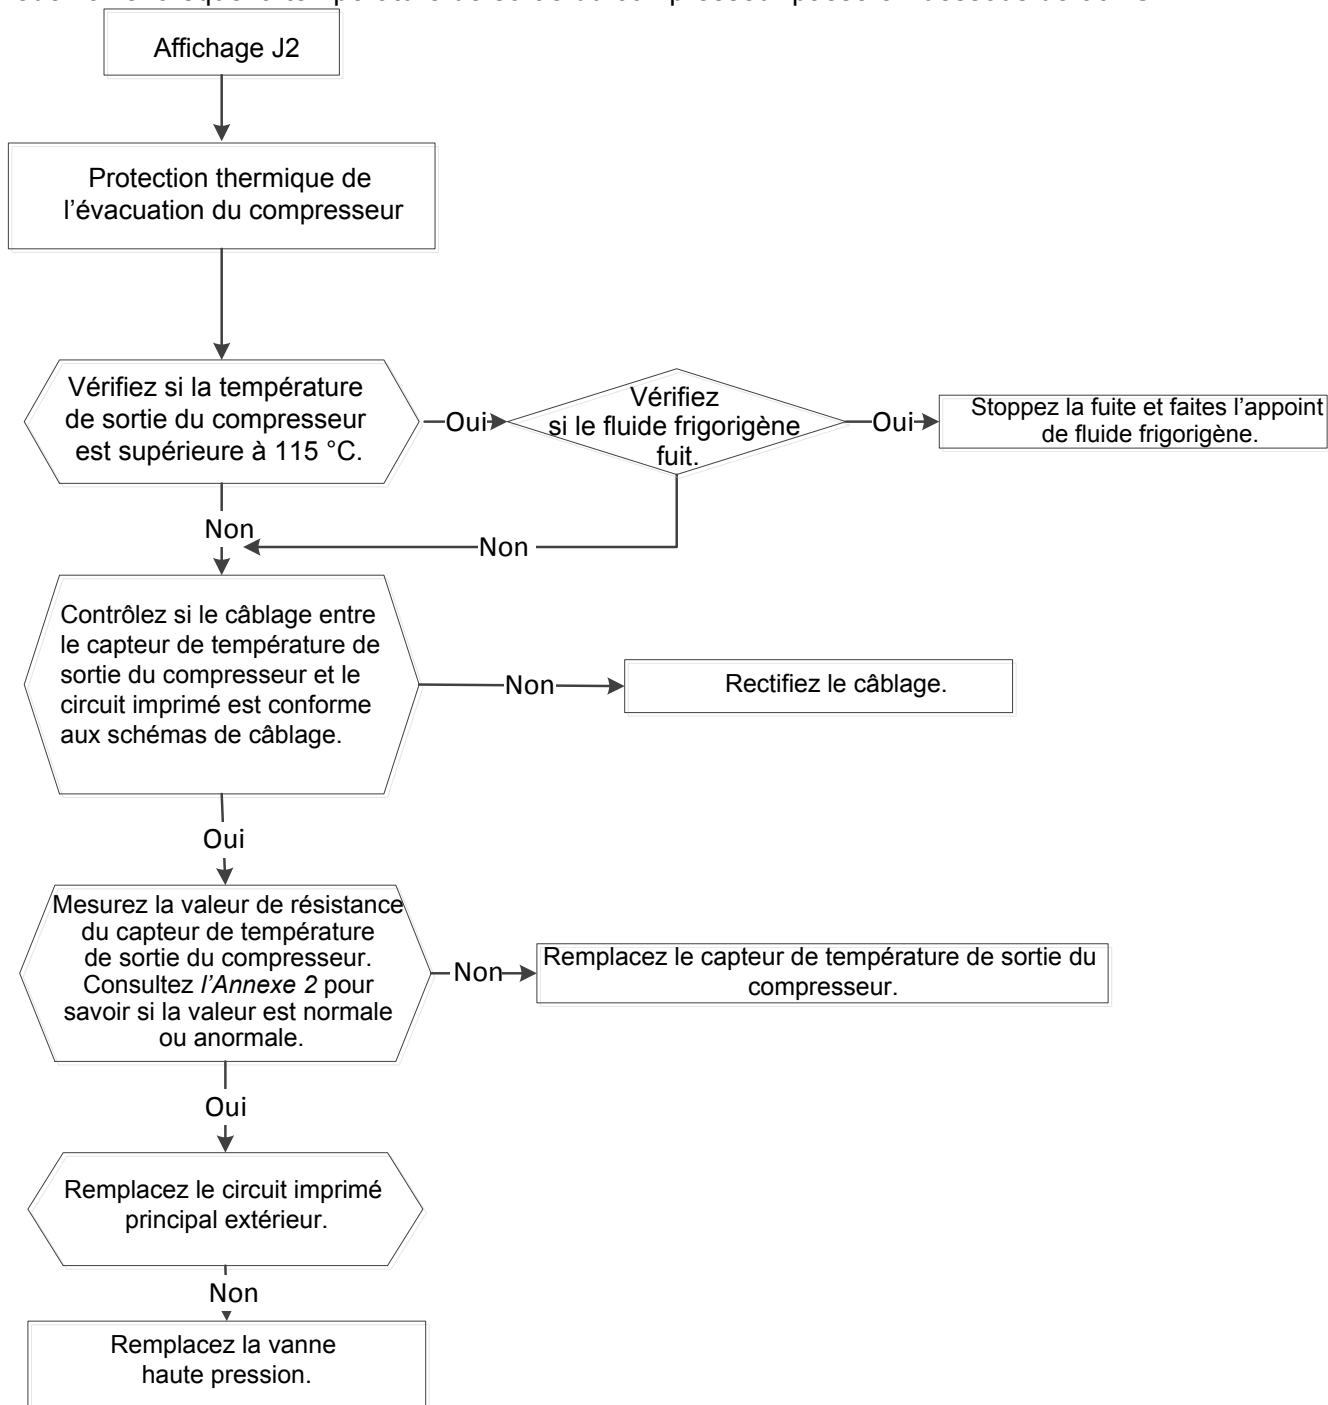 Affichage J2
Protection thermique de
l’évacuation du compresseur
Vérifiez si la température
de sortie du compresseur
est supérieure à 115 °C.
Oui
Vérifiez
si le fluide frigorigène
fuit.
Oui
Stoppez la fuite et faites l’appoint
de fluide frigorigène.
Non
Non
Contrôlez si le câblage entre
le capteur de température de
sortie du compresseur et le
circuit imprimé est conforme
aux schémas de câblage.
Non
Rectifiez le câblage.
Oui
Mesurez la valeur de résistance
du capteur de température
de sortie du compresseur.
Consultez l’Annexe 2 pour
savoir si la valeur est normale
ou anormale.
Non
Remplacez le capteur de température de sortie du
compresseur.
Oui
Remplacez le circuit imprimé
principal extérieur.
Non
Remplacez la vanne
haute pression.